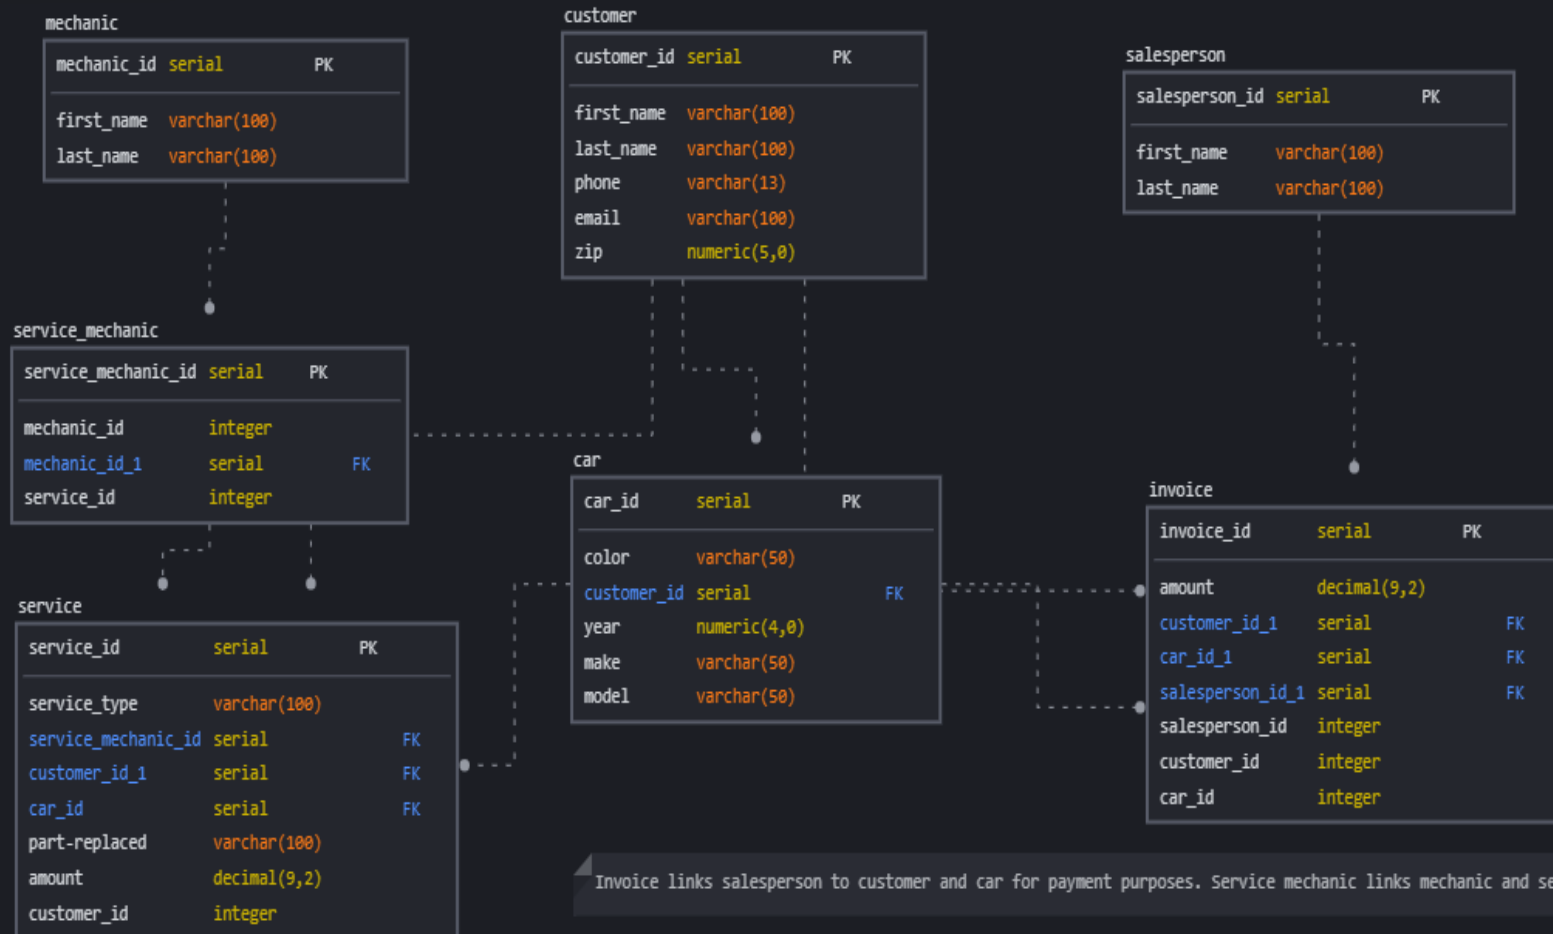 mechanic
mechanic_id serial PK
first_name varchar(100)
last_name varchar(100)
customer
customer_id serial PK
first_name varchar(100)
last_name varchar(100)
phone varchar(13)
email varchar(100)
zip numeric(5,0)
salesperson
salesperson_id serial PK
first_name varchar(100)
last_name varchar(100)
service_mechanic
service_mechanic_id serial PK
mechanic_id integer
mechanic_id_1 serial FK
service_id integer
car
car_id serial PK
color varchar(50)
customer_id serial FK
year numeric(4,0)
make varchar(50)
model varchar(50)
invoice
invoice_id serial PK
amount decimal(9,2)
customer_id_1 serial FK
car_id_1 serial FK
salesperson_id_1 serial FK
salesperson_id integer
customer_id integer
car_id integer
service
service_id serial PK
service_type varchar(100)
service_mechanic_id serial FK
customer_id_1 serial FK
car_id serial FK
part-replaced varchar(100)
amount decimal(9,2)
customer_id integer
Invoice links salesperson to customer and car for payment purposes. Service mechanic links mechanic and se